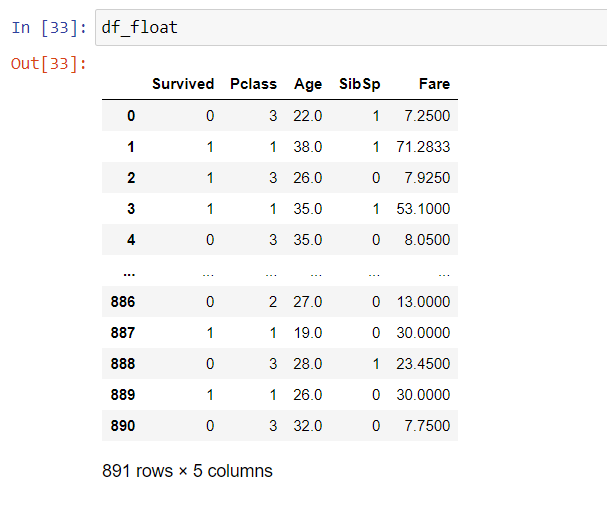 In [33]: df_float
Out[33]:
Survived Pclass Age SibSp Fare
0 0 3 22.0 1 7.2500
1 1 1 38.0 1 71.2833
2 1 3 26.0 0 7.9250
3 1 1 35.0 1 53.1000
4 0 3 35.0 0 8.0500
... ... ... ... ... ...
886 0 2 27.0 0 13.0000
887 1 1 19.0 0 30.0000
888 0 3 28.0 1 23.4500
889 1 1 26.0 0 30.0000
890 0 3 32.0 0 7.7500
891 rows × 5 columns